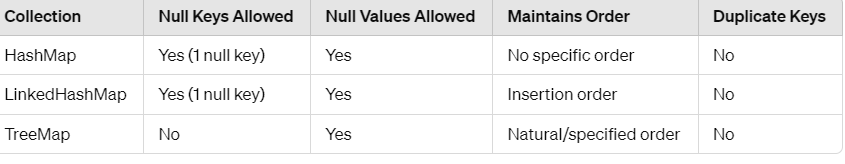 Collection Null Keys Allowed Null Values Allowed Maintains Order Duplicate Keys
HashMap Yes (1 null key) Yes No specific order No
LinkedHashMap Yes (1 null key) Yes Insertion order No
TreeMap No Yes Natural/specified order No